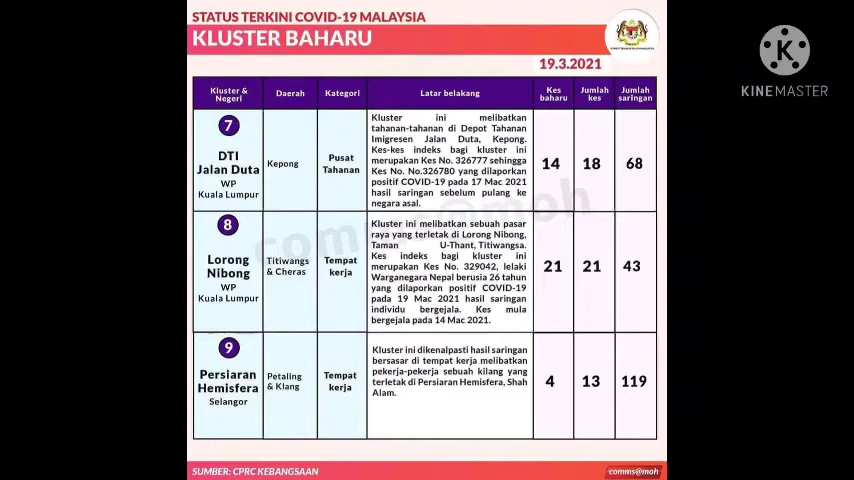 STATUS TERKINI COVID-19 MALAYSIA
KLUSTER BAHARU
19.3.2021
K
KINEMASTER
Kluster & Negeri
Daerah
Kategori
Latar belakang
Kes baharu
Jumlah kes
Jumlah saringan
7
DTI
Jalan Duta
WP
Kuala Lumpur
Kepong
Pusat
Tahanan
Kluster ini melibatkan
tahanan-tahanan di Depot Tahanan
Imigresen Jalan Duta, Kepong.
Kes-kes indeks bagi kluster ini
merupakan Kes No. 326777 sehingga
Kes No. No.326780 yang dilaporkan
positif COVID-19 pada 17 Mac 2021
hasil saringan sebelum pulang ke
negara asal.
14
18
68
8
Lorong
Nibong
WP
Kuala Lumpur
Titiwangs
& Cheras
Tempat
kerja
Kluster ini melibatkan sebuah pasar
raya yang terletak di Lorong Nibong,
Taman U-Thant, Titiwangsa.
Kes indeks bagi kluster ini
merupakan Kes No. 329042, lelaki
Warganegara Nepal berusia 26 tahun
yang dilaporkan positif COVID-19
pada 19 Mac 2021 hasil saringan
individu bergejala. Kes mula
bergejala pada 14 Mac 2021.
21
21
43
9
Persiaran
Hemisfera
Selangor
Petaling
& Klang
Tempat
kerja
Kluster ini dikenalpasti hasil saringan
bersasar di tempat kerja melibatkan
pekerja-pekerja sebuah kilang yang
terletak di Persiaran Hemisfera, Shah
Alam.
4
13
119
comms@moh
SUMBER: CPRC KEBANGSAAN
comms@moh